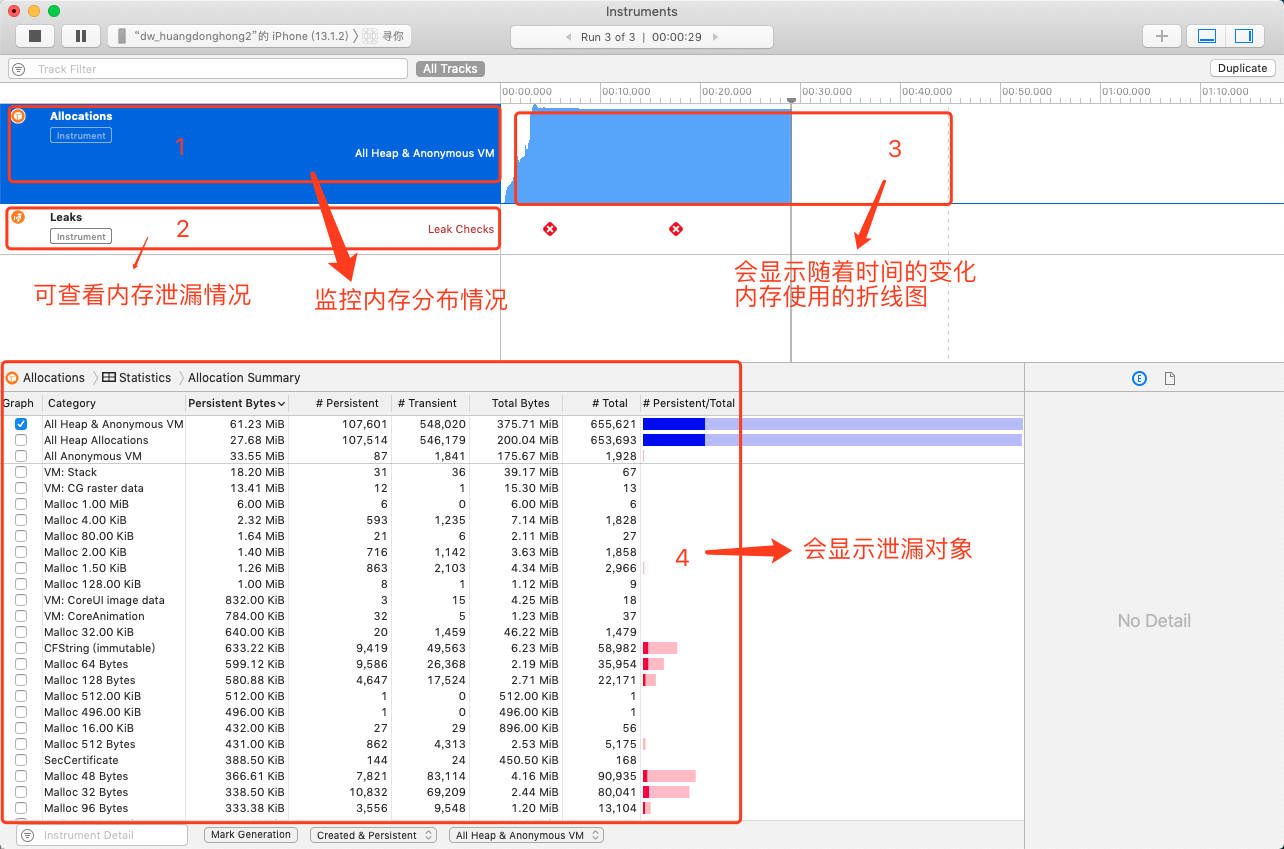 Instruments
“dw_huangdonghong2”的 iPhone (13.1.2) 〉 寻你
Run 3 of 3 | 00:00:29
Track Filter
All Tracks
Duplicate
00:00.000 00:10.000 00:20.000 00:30.000 00:40.000 00:50.000 01:00.000 01:10.000
Allocations
Instrument
1
All Heap & Anonymous VM
3
Leaks
Instrument
2
Leak Checks
可查看内存泄漏情况
监控内存分布情况
会显示随着时间的变化
内存使用的折线图
Allocations 〉 Statistics 〉 Allocation Summary
Graph Category Persistent Bytes # Persistent # Transient Total Bytes # Total # Persistent/Total
All Heap & Anonymous VM 61.23 MiB 107,601 548,020 375.71 MiB 655,621
All Heap Allocations 27.68 MiB 107,514 546,179 200.04 MiB 653,693
All Anonymous VM 33.55 MiB 87 1,841 175.67 MiB 1,928
VM: Stack 18.20 MiB 31 36 39.17 MiB 67
VM: CG raster data 13.41 MiB 12 1 15.30 MiB 13
Malloc 1.00 MiB 6.00 MiB 6 0 6.00 MiB 6
Malloc 4.00 KiB 2.32 MiB 593 1,235 7.14 MiB 1,828
Malloc 80.00 KiB 1.64 MiB 21 6 2.11 MiB 27
Malloc 2.00 KiB 1.40 MiB 716 1,142 3.63 MiB 1,858
Malloc 1.50 KiB 1.26 MiB 863 2,103 4.34 MiB 2,966
Malloc 128.00 KiB 1.00 MiB 8 1 1.12 MiB 9
VM: CoreUI image data 832.00 KiB 3 15 4.25 MiB 18
VM: CoreAnimation 784.00 KiB 32 5 1.23 MiB 37
Malloc 32.00 KiB 640.00 KiB 20 1,459 46.22 MiB 1,479
CFString (immutable) 633.22 KiB 9,419 49,563 6.23 MiB 58,982
Malloc 64 Bytes 599.12 KiB 9,586 26,368 2.19 MiB 35,954
Malloc 128 Bytes 580.88 KiB 4,647 17,524 2.71 MiB 22,171
Malloc 512.00 KiB 512.00 KiB 1 0 512.00 KiB 1
Malloc 496.00 KiB 496.00 KiB 1 0 496.00 KiB 1
Malloc 16.00 KiB 432.00 KiB 27 29 896.00 KiB 56
Malloc 512 Bytes 431.00 KiB 862 4,313 2.53 MiB 5,175
SecCertificate 388.50 KiB 144 24 450.50 KiB 168
Malloc 48 Bytes 366.61 KiB 7,821 83,114 4.16 MiB 90,935
Malloc 32 Bytes 338.50 KiB 10,832 69,209 2.44 MiB 80,041
Malloc 96 Bytes 333.38 KiB 3,556 9,548 1.20 MiB 13,104
4
会显示泄漏对象
E
No Detail
Instrument Detail
Mark Generation
Created & Persistent
All Heap & Anonymous VM